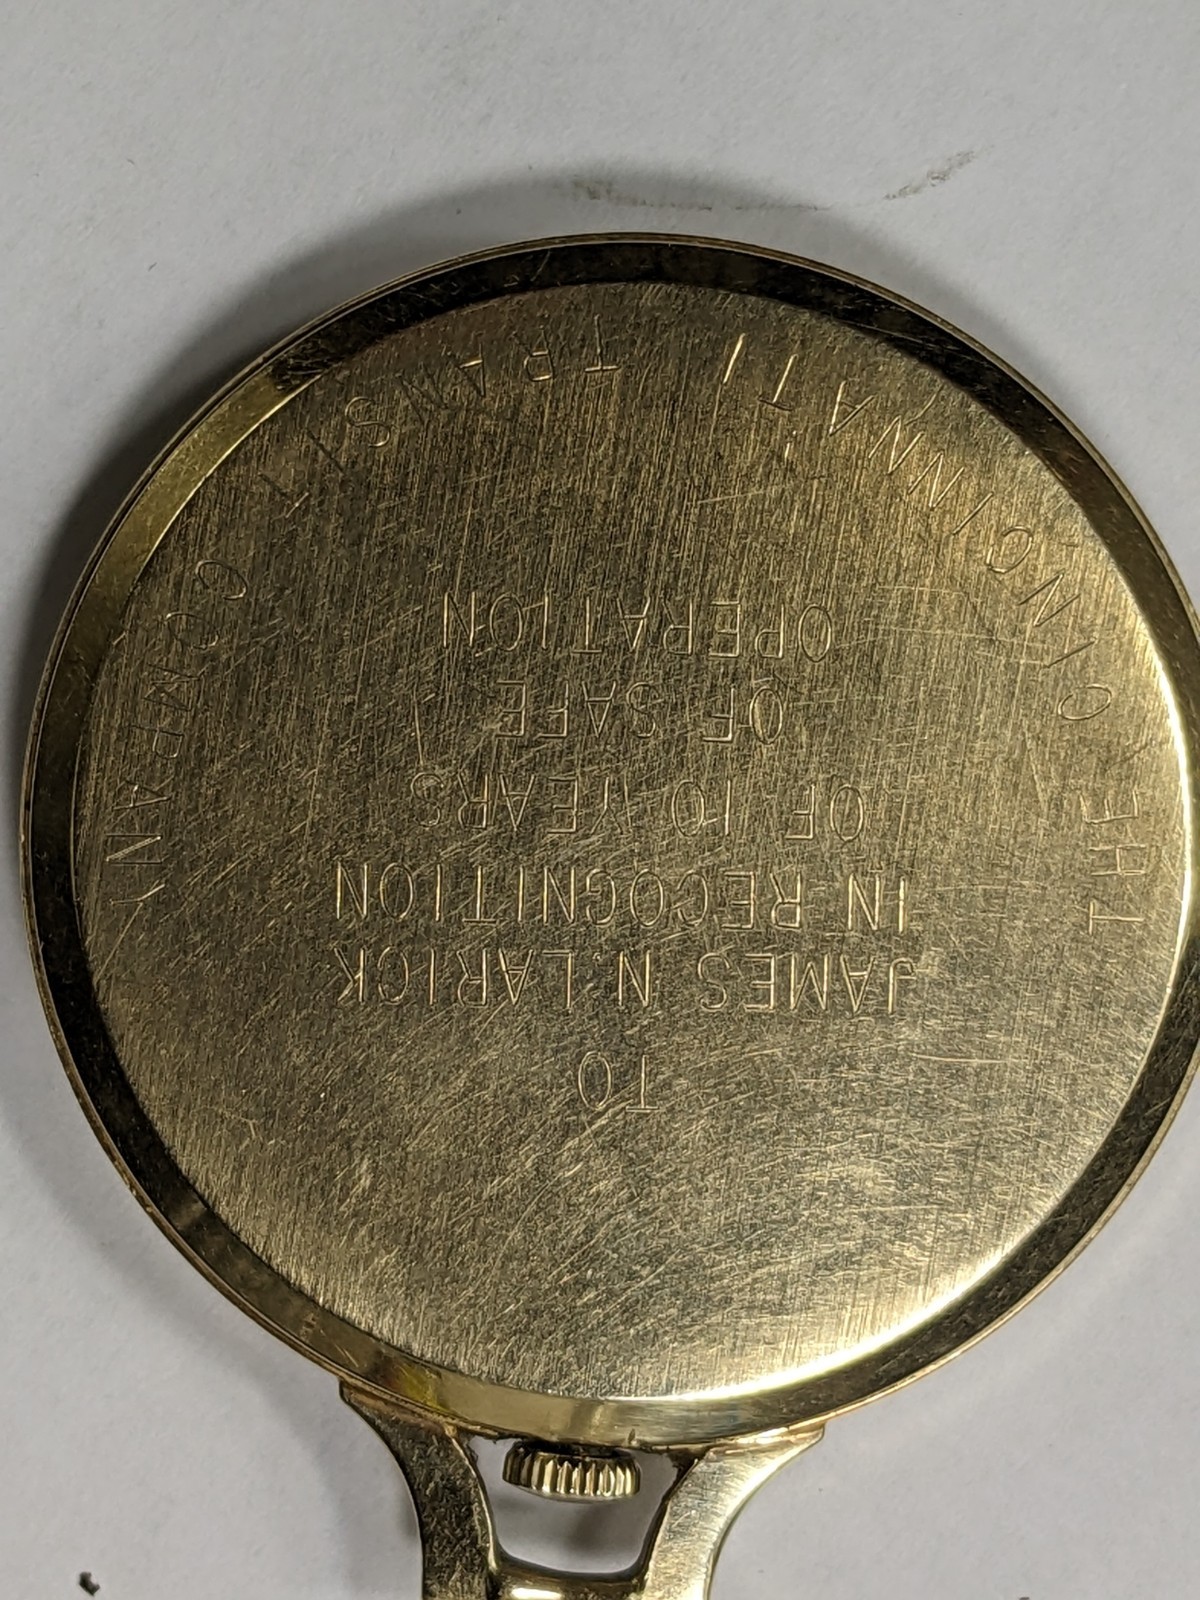 TO
JAMES N. LARICK
IN RECOGNITION
OF 10 YEARS
OF SAFE
OPERATION
THE CINCINNATI TRANSIT COMPANY